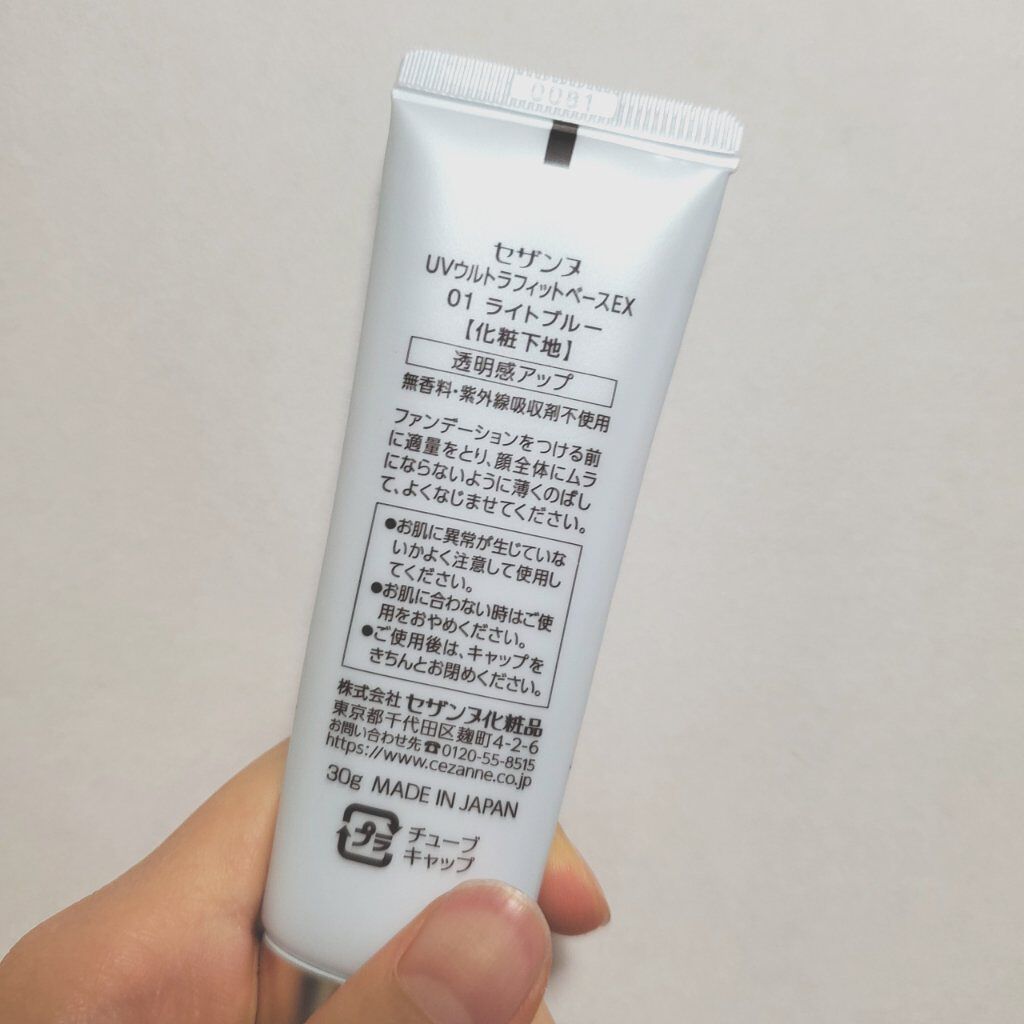 0081
セザンヌ
UVウルトラフィットベースEX
01 ライトブルー
【化粧下地】
透明感アップ
無香料・紫外線吸収剤不使用
ファンデーションをつける前
に適量をとり、顔全体にムラ
にならないように薄くのばし
て、よくなじませてください。
●お肌に異常が生じていな
いかよく注意して使用し
てください。
●お肌に合わない時はご使
用をおやめください。
●ご使用後は、キャップを
きちんとお閉めください。
株式会社 セザンヌ化粧品
東京都千代田区麹町4-2-6
お問い合わせ先☎0120-55-8515
https://www.cezanne.co.jp
30g MADE IN JAPAN
プラ
チューブ
キャップ